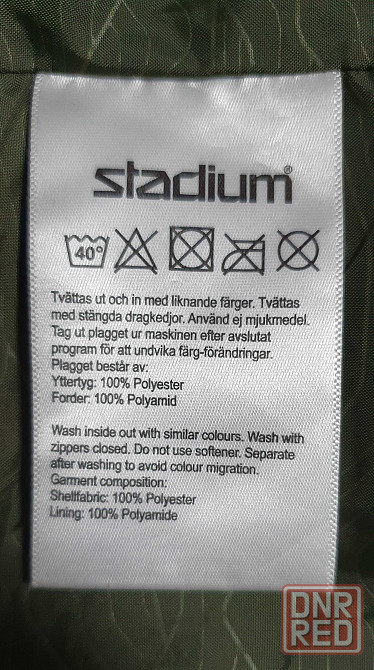 stadium®
40°
Tvättas ut och in med liknande färger. Tvättas
med stängda dragkedjor. Använd ej mjukmedel.
Tag ut plagget ur maskinen efter avslutat
program för att undvika färg-förändringar.
Plagget består av:
Yttertyg: 100% Polyester
Forder: 100% Polyamid
Wash inside out with similar colours. Wash with
zippers closed. Do not use softener. Separate
after washing to avoid colour migration.
Garment composition:
Shellfabric: 100% Polyester
Lining: 100% Polyamide
DNR
RED